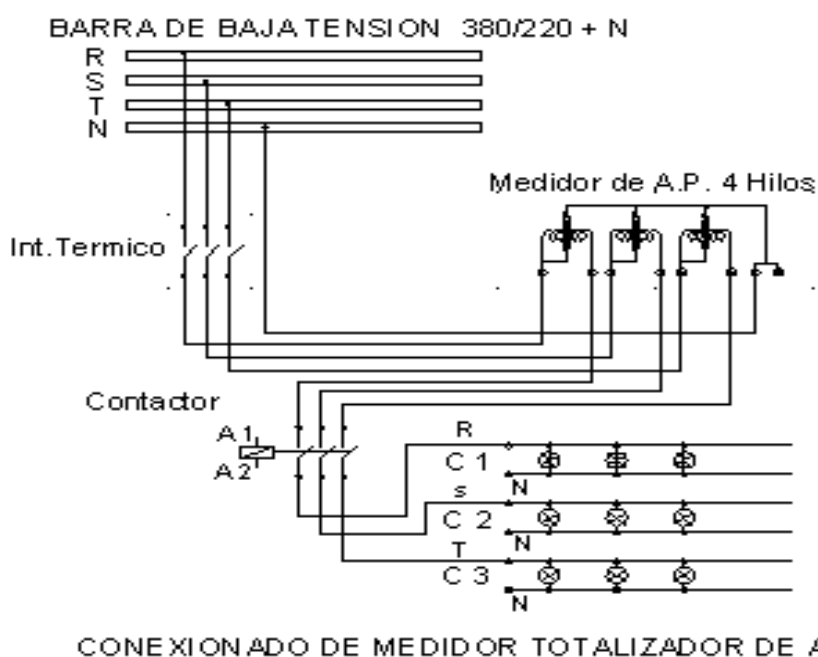 BARRA DE BAJA TENSION 380/220 + N
R
S
T
N
Medidor de A.P. 4 Hilos
Int.Termico
Contactor
A1
A2
R
C 1
N
s
C 2
N
T
C 3
N
CONEXIONADO DE MEDIDOR TOTALIZADOR DE A